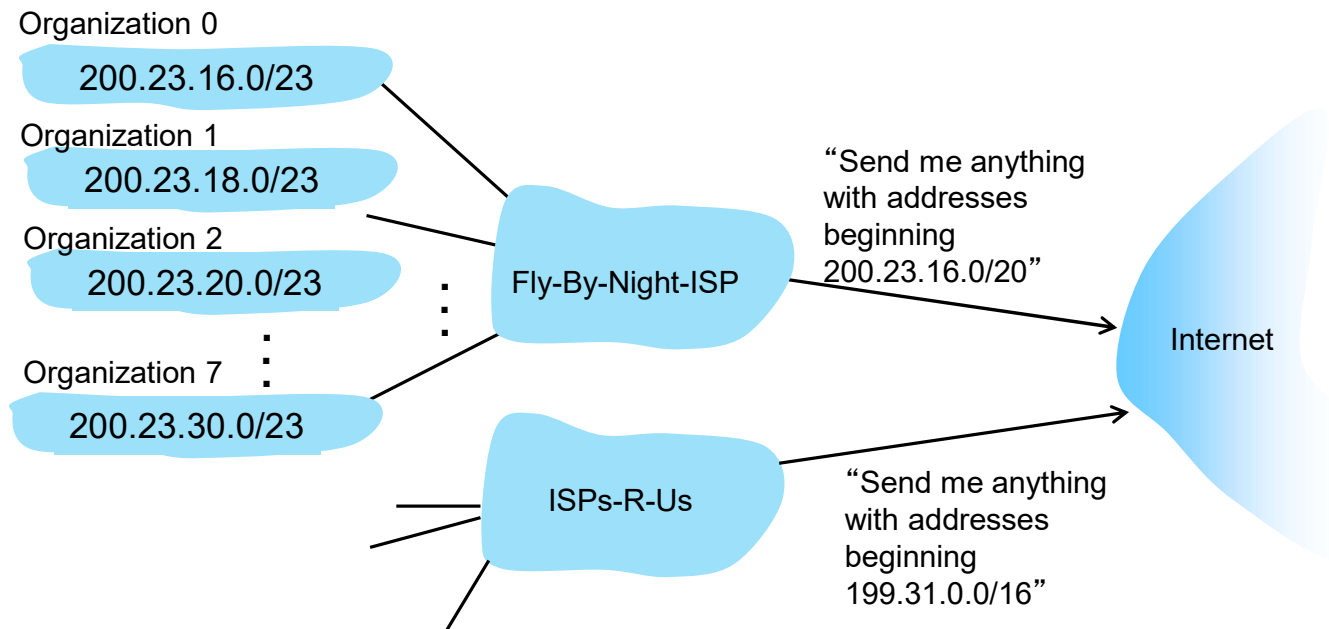 Organization 0
200.23.16.0/23
Organization 1
200.23.18.0/23
Organization 2
200.23.20.0/23
Organization 7
200.23.30.0/23
Fly-By-Night-ISP
“Send me anything
with addresses
beginning
200.23.16.0/20”
Internet
ISPs-R-Us
“Send me anything
with addresses
beginning
199.31.0.0/16”